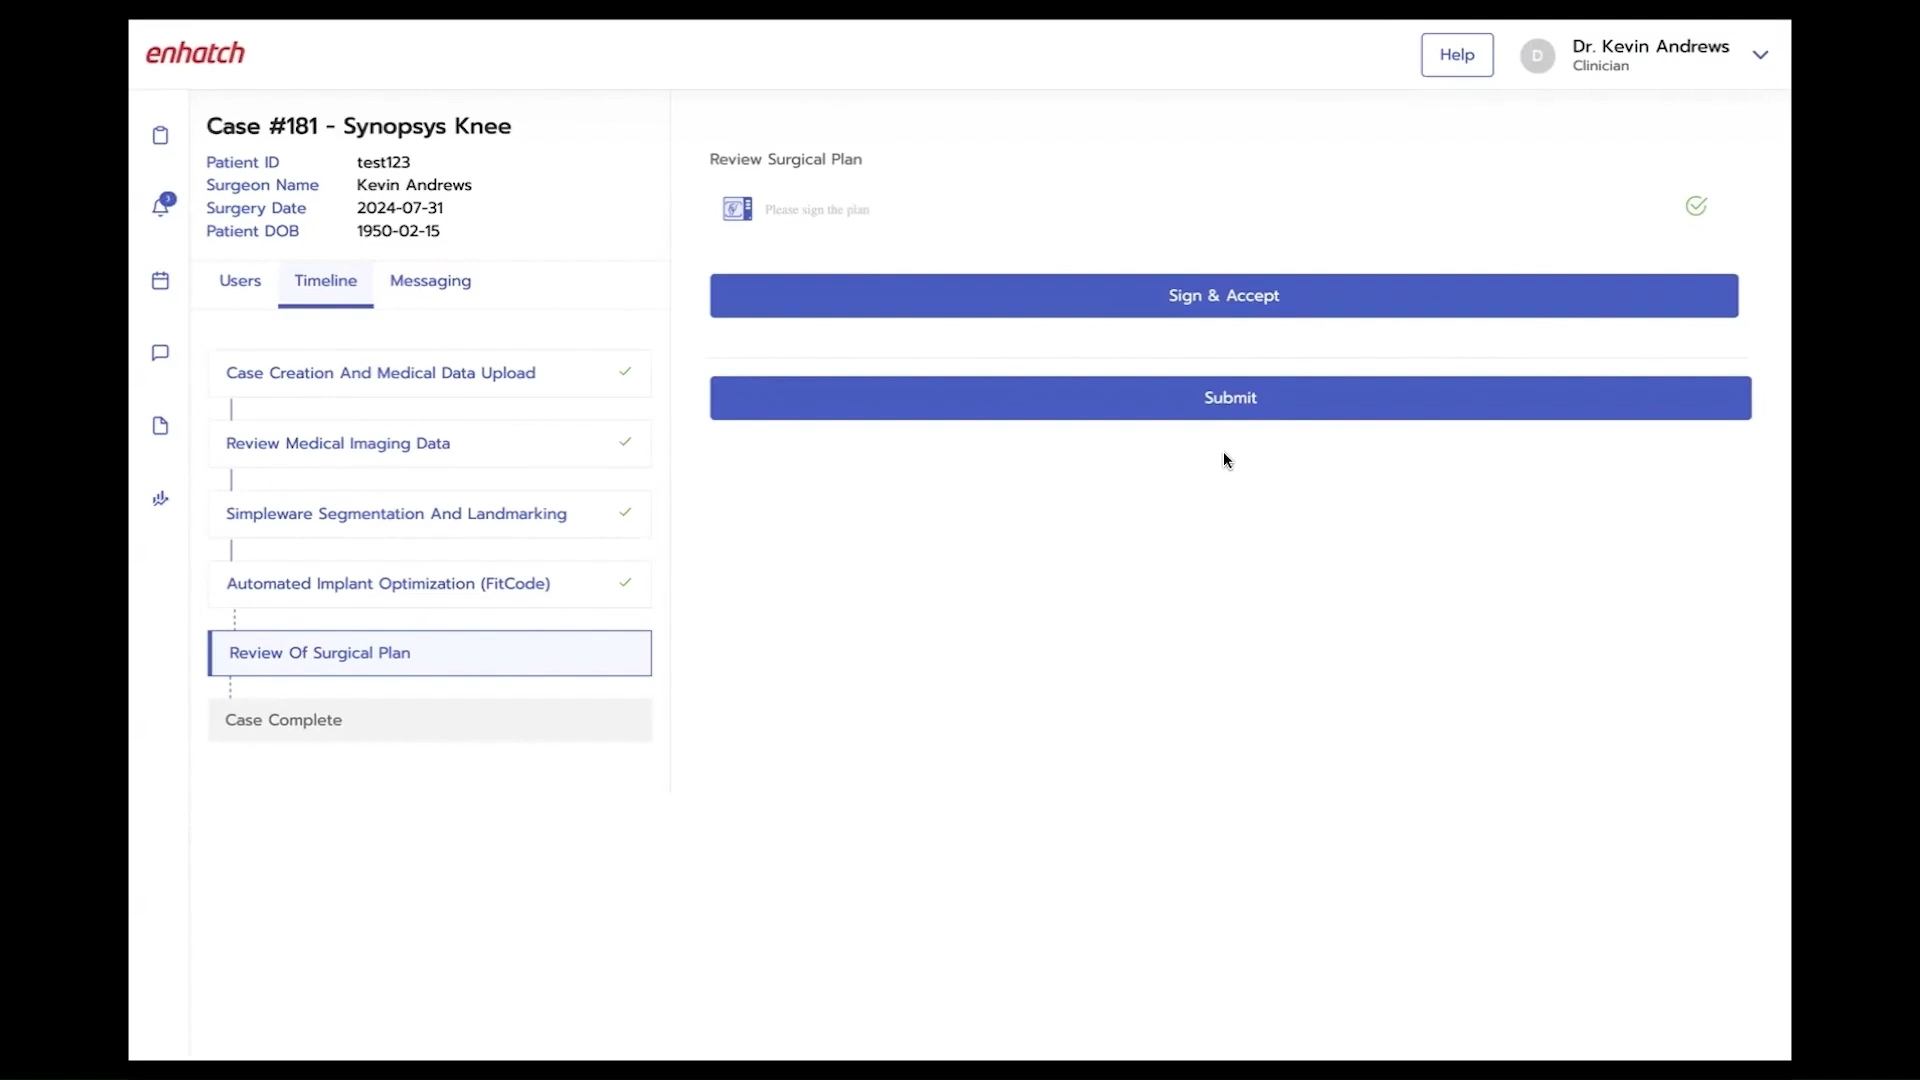 enhatch
Help
D
Dr. Kevin Andrews
Clinician
Case #181 - Synopsys Knee
Patient ID test123
Surgeon Name Kevin Andrews
Surgery Date 2024-07-31
Patient DOB 1950-02-15
Users Timeline Messaging
Case Creation And Medical Data Upload
Review Medical Imaging Data
Simpleware Segmentation And Landmarking
Automated Implant Optimization (FitCode)
Review Of Surgical Plan
Case Complete
Review Surgical Plan
Please sign the plan
Sign & Accept
Submit